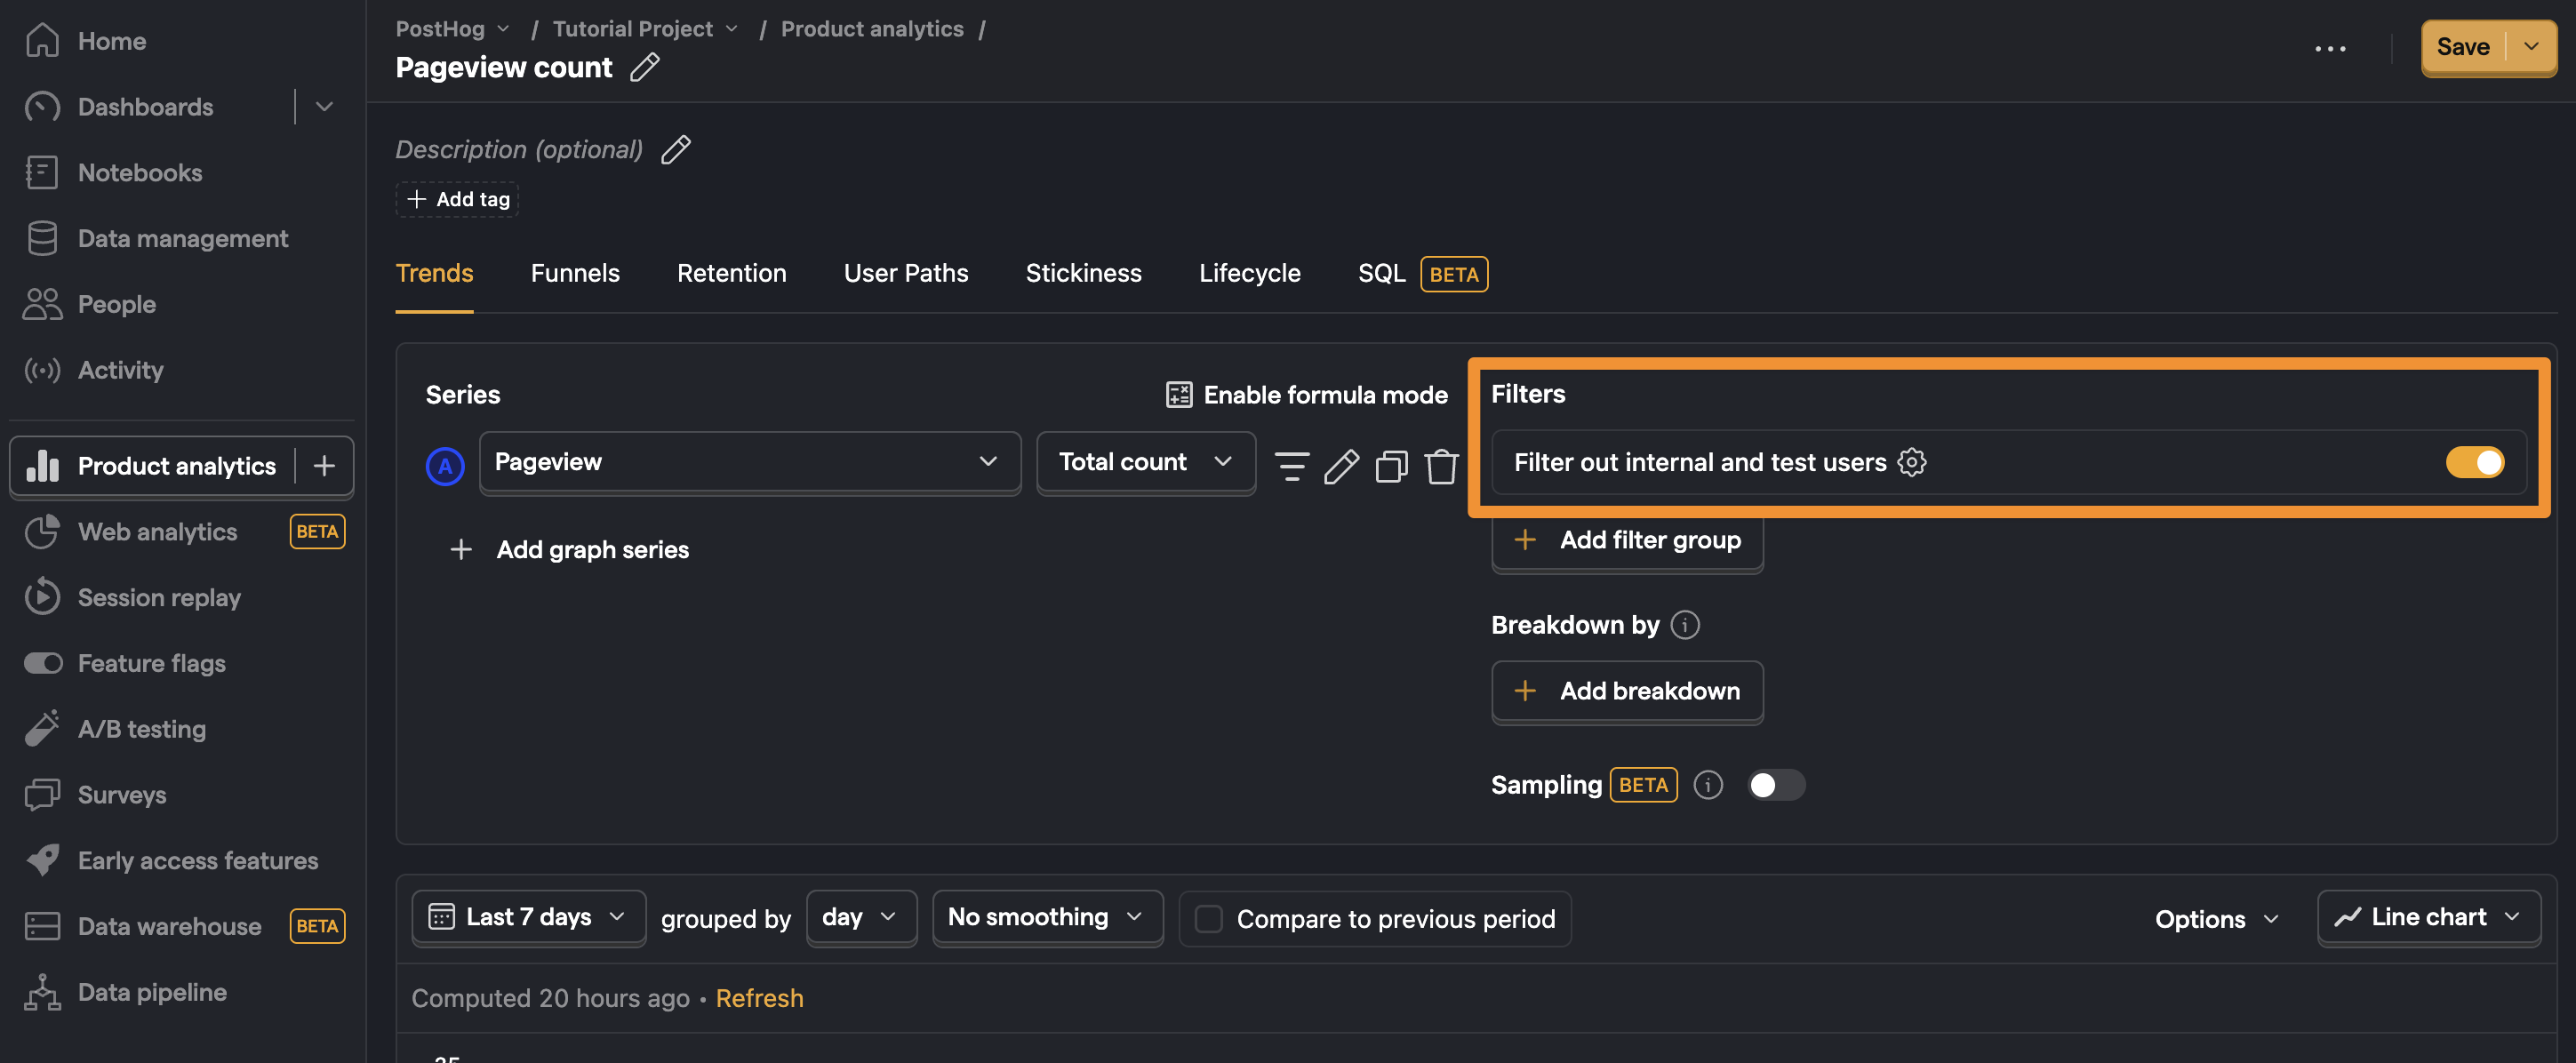 Home
Dashboards
Notebooks
Data management
People
Activity
Product analytics
Web analytics BETA
Session replay
Feature flags
A/B testing
Surveys
Early access features
Data warehouse BETA
Data pipeline
PostHog / Tutorial Project / Product analytics /
Pageview count
Save
Description (optional)
Add tag
Trends Funnels Retention User Paths Stickiness Lifecycle SQL BETA
Series Enable formula mode
A Pageview Total count
Add graph series
Filters
Filter out internal and test users
Add filter group
Breakdown by
Add breakdown
Sampling BETA
Last 7 days grouped by day No smoothing Compare to previous period Options Line chart
Computed 20 hours ago • Refresh